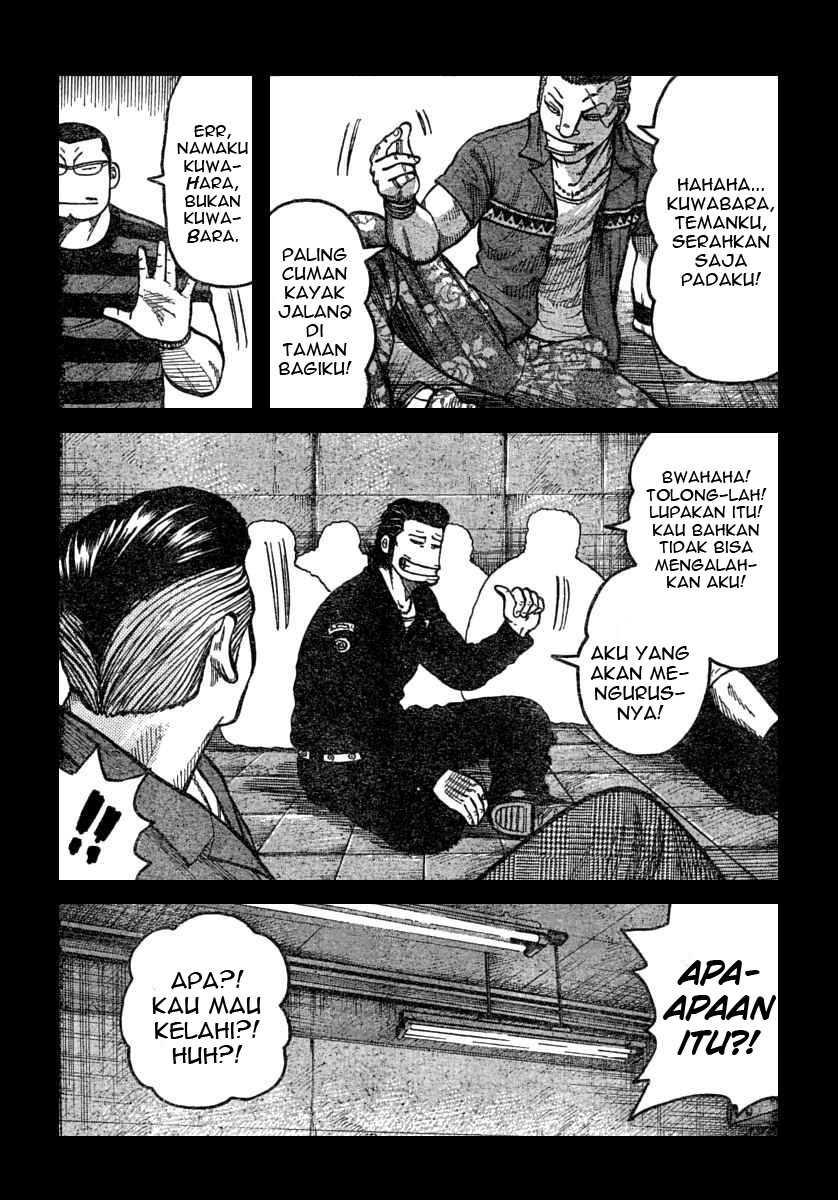 HAHAHA...
KUWABARA,
TEMANKU,
SERAHKAN
SAJA
PADAKU!
PALING
CUMAN
KAYAK
JALAN2
DI
TAMAN
BAGIKU!
ERR,
NAMAKU
KUWA-
HARA,
BUKAN
KUWA-
BARA.
BWAHAHA!
TOLONG-LAH!
LUPAKAN ITU!
KAU BAHKAN
TIDAK BISA
MENGALAH-
KAN AKU!
AKU YANG
AKAN ME-
NGURUS-
NYA!
!!
APA-
APAAN
ITU?!
APA?!
KAU MAU
KELAHI?!
HUH?!